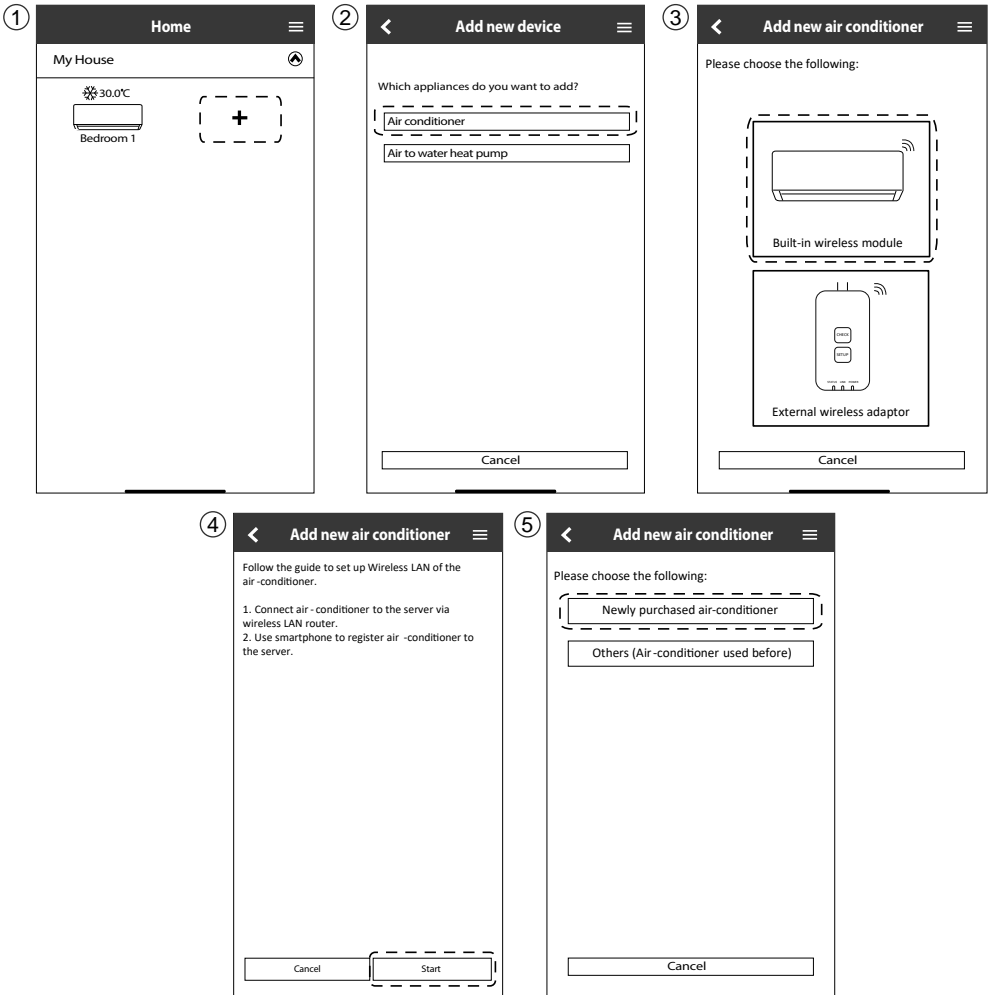 ①
Home
My House
30.0℃
+
Bedroom 1
②
Add new device
Which appliances do you want to add?
Air conditioner
Air to water heat pump
Cancel
③
Add new air conditioner
Please choose the following:
Built-in wireless module
CHECK
SETUP
External wireless adaptor
Cancel
④
Add new air conditioner
Follow the guide to set up Wireless LAN of the
air -conditioner.
1. Connect air - conditioner to the server via
wireless LAN router.
2. Use smartphone to register air -conditioner to
the server.
Cancel
Start
⑤
Add new air conditioner
Please choose the following:
Newly purchased air-conditioner
Others (Air-conditioner used before)
Cancel